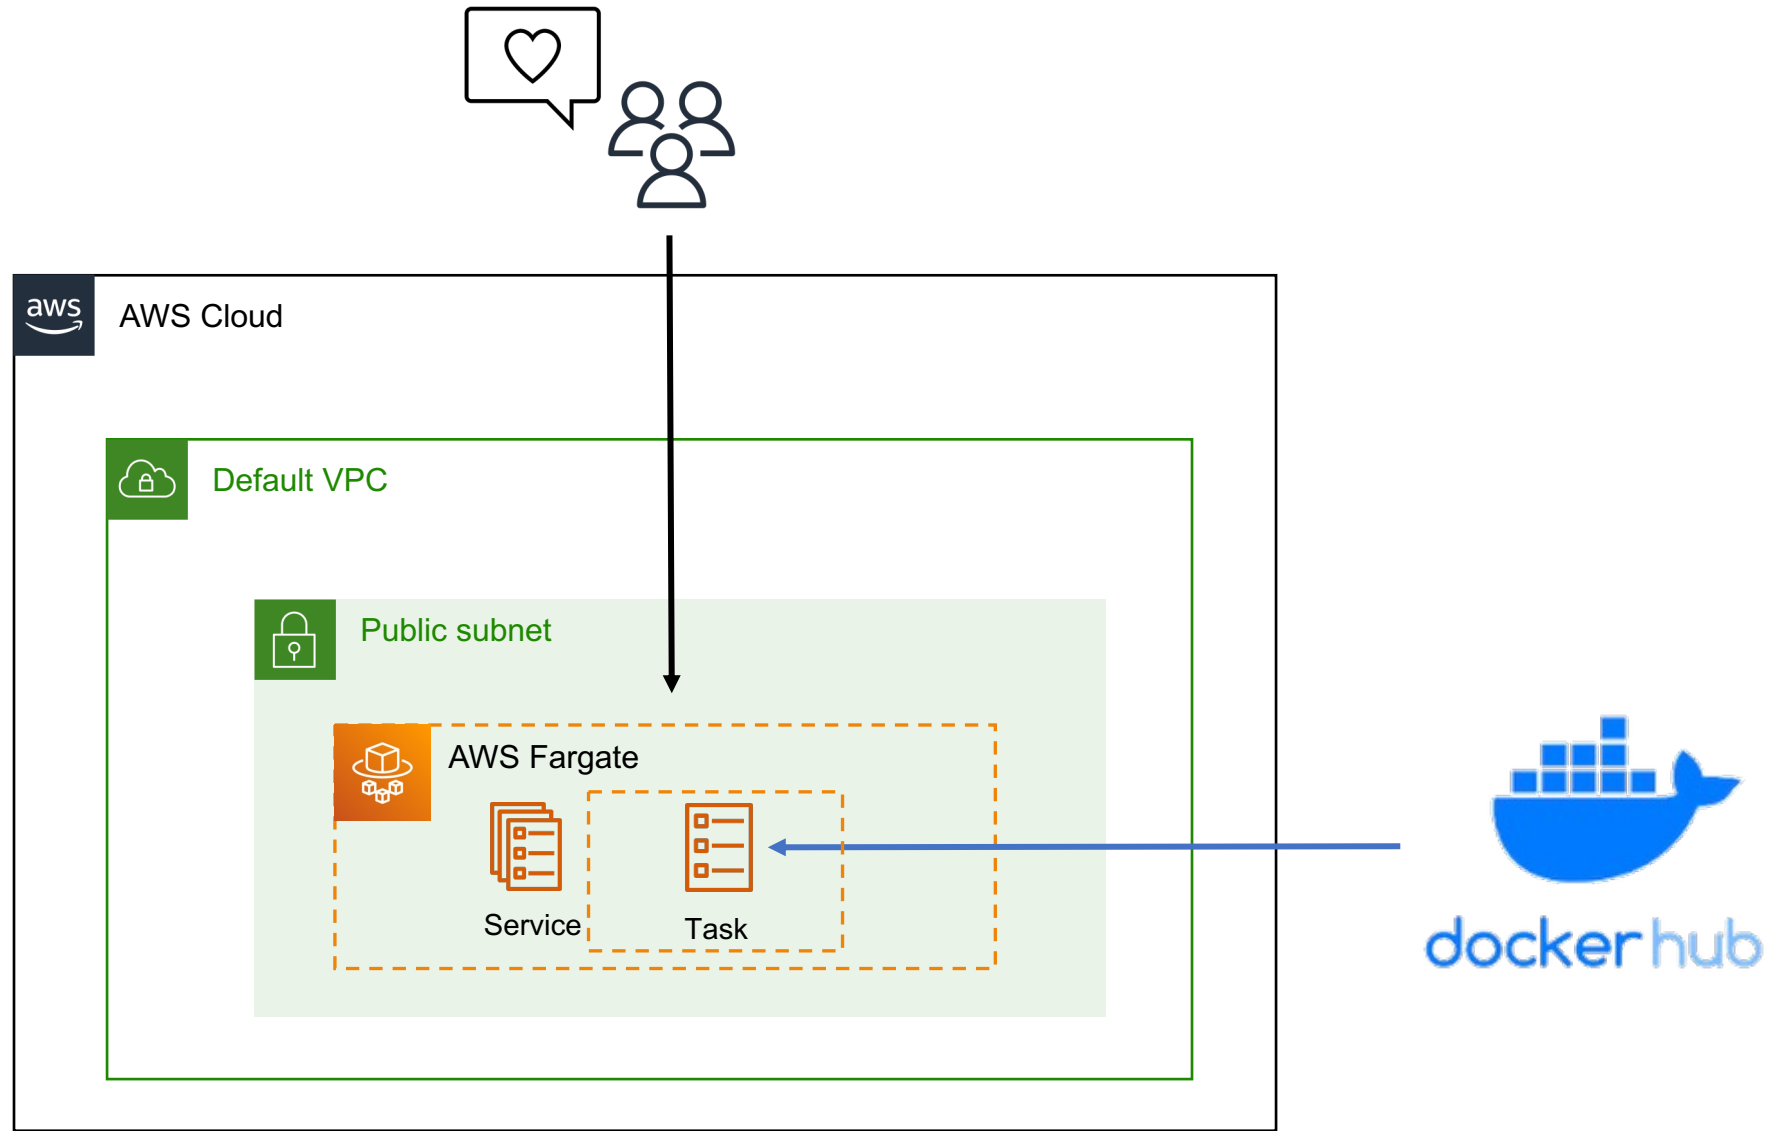 aws
AWS Cloud
Default VPC
Public subnet
AWS Fargate
Service
Task
docker hub